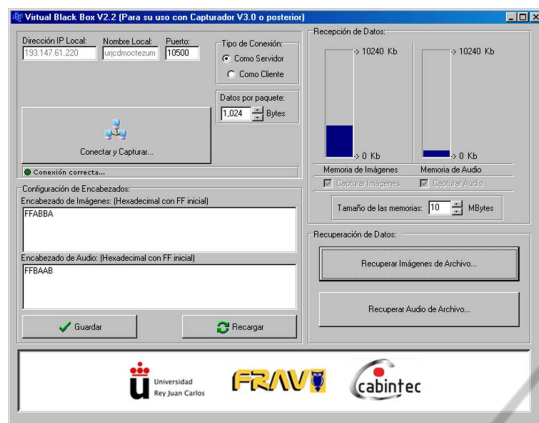 Virtual Black Box V2.2 (Para su uso con Capturador V3.0 o posterior)
Dirección IP Local: Nombre Local: Puerto:
193.147.61.220 urjcdmoctezum 10500
Tipo de Conexión:
Como Servidor
Como Cliente
Datos por paquete:
1,024 Bytes
Conectar y Capturar...
Conexión correcta...
Configuración de Encabezados:
Encabezado de Imágenes: (Hexadecimal con FF inicial)
FFABBA
Encabezado de Audio: (Hexadecimal con FF inicial)
FFBAAB
Guardar Recargar
Recepción de Datos:
-> 10240 Kb -> 10240 Kb
-> 0 Kb -> 0 Kb
Memoria de Imágenes Memoria de Audio
Capturar Imágenes Capturar Audio
Tamaño de las memorias: 10 MBytes
Recuperación de Datos:
Recuperar Imágenes de Archivo...
Recuperar Audio de Archivo...
Universidad
Rey Juan Carlos
FRAV
cabintec